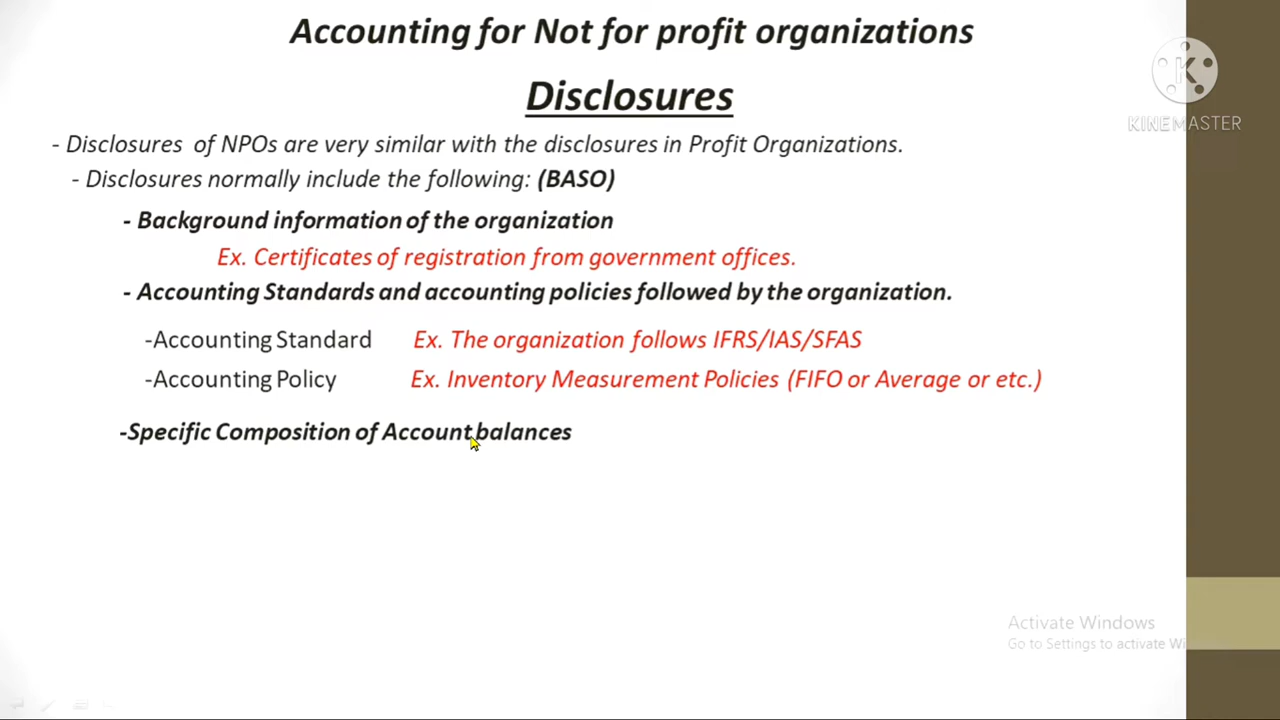 Accounting for Not for profit organizations
Disclosures
KINEMASTER
- Disclosures of NPOs are very similar with the disclosures in Profit Organizations.
- Disclosures normally include the following: (BASO)
- Background information of the organization
Ex. Certificates of registration from government offices.
- Accounting Standards and accounting policies followed by the organization.
-Accounting Standard Ex. The organization follows IFRS/IAS/SFAS
-Accounting Policy Ex. Inventory Measurement Policies (FIFO or Average or etc.)
-Specific Composition of Account balances
Activate Windows
Go to Settings to activate Wi